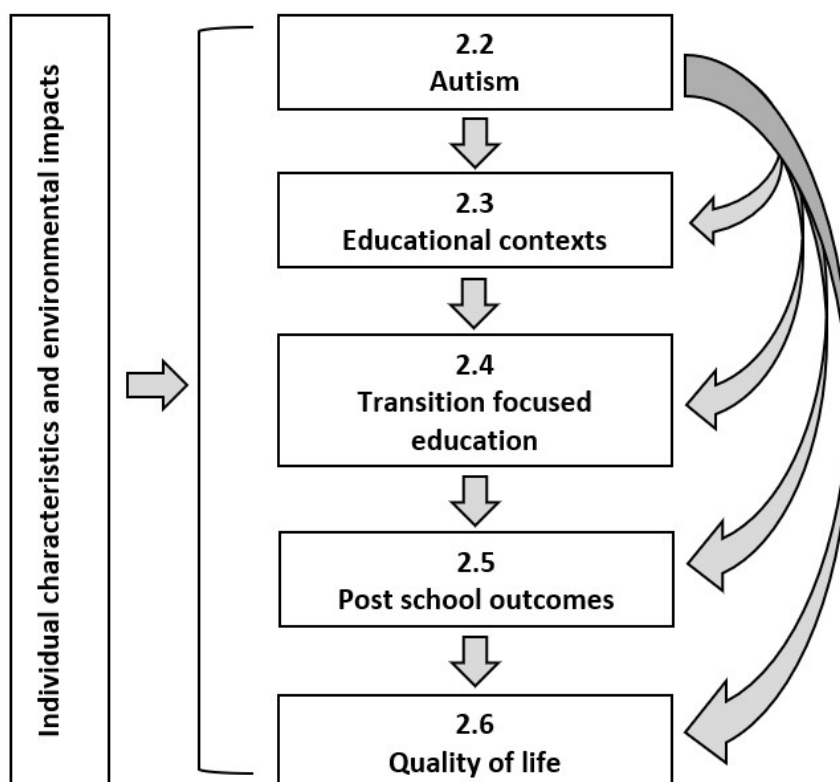 Individual characteristics and environmental impacts
2.2
Autism
2.3
Educational contexts
2.4
Transition focused
education
2.5
Post school outcomes
2.6
Quality of life